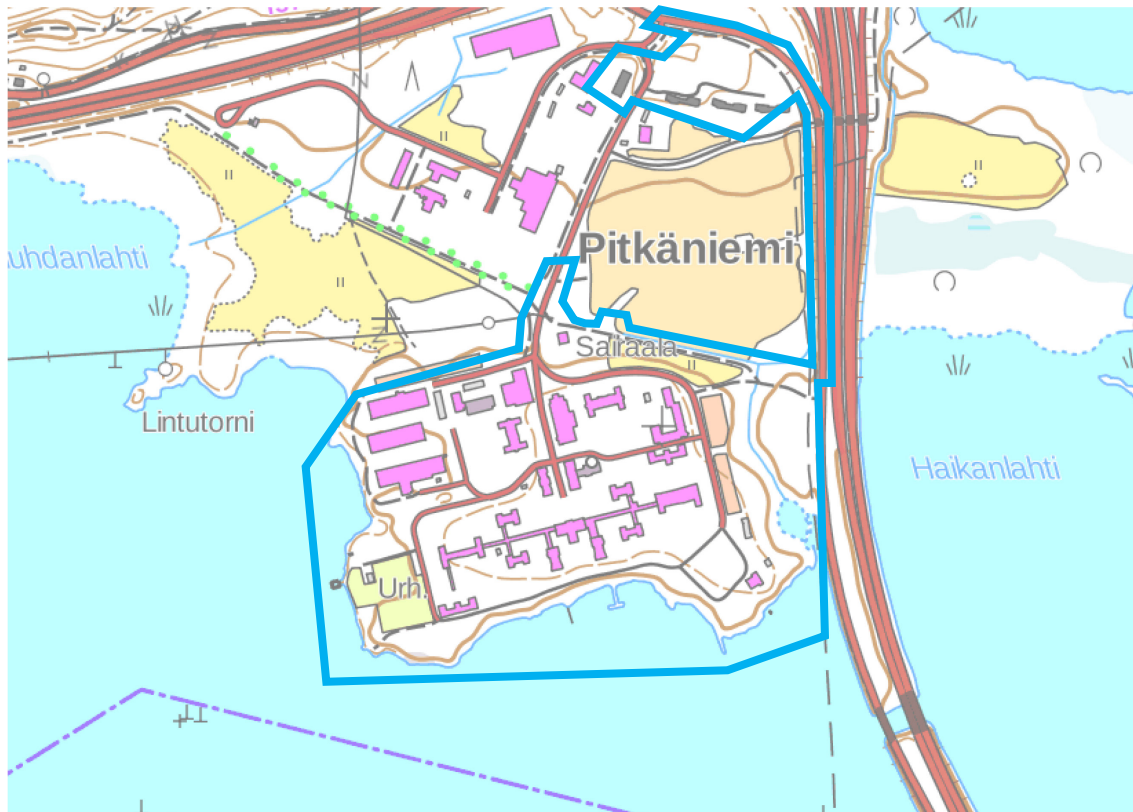 Pitkäniemi
uhdanlahti
Sairaala
Lintutorni
Haikanlahti
Urh.